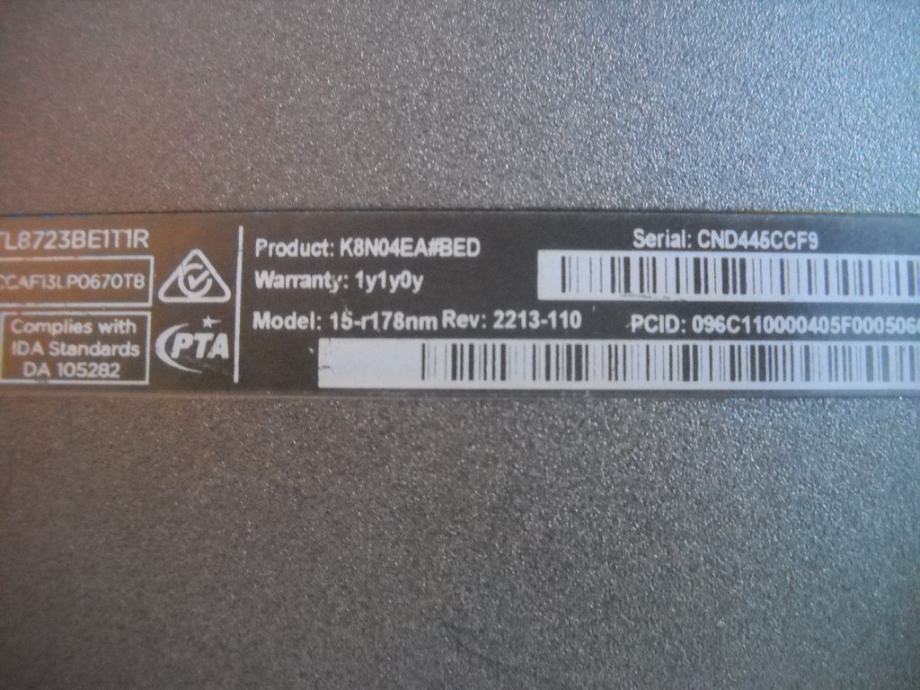 TL8723BE1T1R
CCAF13LP0670T8
Complies with
IDA Standards
DA 105282
PTA
Product: K8N04EA#BED
Warranty: 1y1y0y
Model: 15-r178nm Rev: 2213-110
Serial: CND445CCF9
PCID: 096C110000405F000506